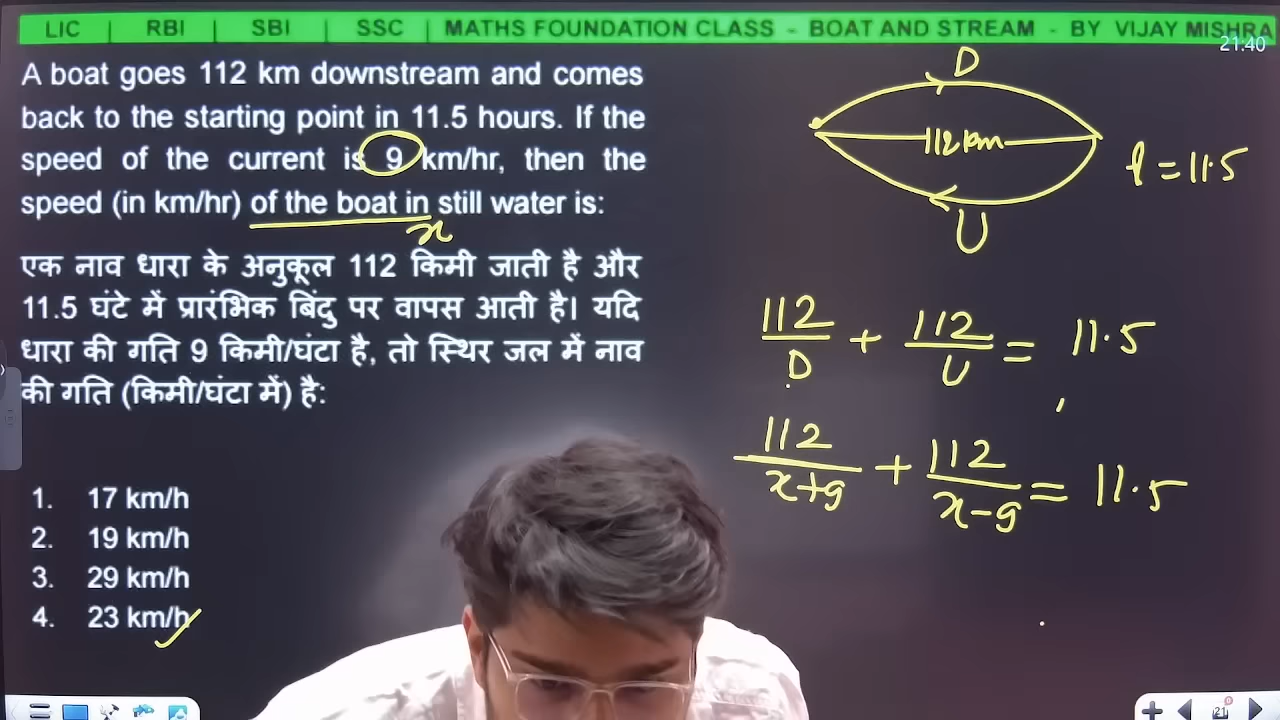 LIC | RBI | SBI | SSC | MATHS FOUNDATION CLASS - BOAT AND STREAM - BY VIJAY MISHRA
21:40
A boat goes 112 km downstream and comes
back to the starting point in 11.5 hours. If the
speed of the current is 9 km/hr, then the
speed (in km/hr) of the boat in still water is:
x
एक नाव धारा के अनुकूल 112 किमी जाती है और
11.5 घंटे में प्रारंभिक बिंदु पर वापस आती है। यदि
धारा की गति 9 किमी/घंटा है, तो स्थिर जल में नाव
की गति (किमी/घंटा में) है:
1. 17 km/h
2. 19 km/h
3. 29 km/h
4. 23 km/h
D
112 km
U
t = 11.5
112/D + 112/U = 11.5
112/x+9 + 112/x-9 = 11.5
21